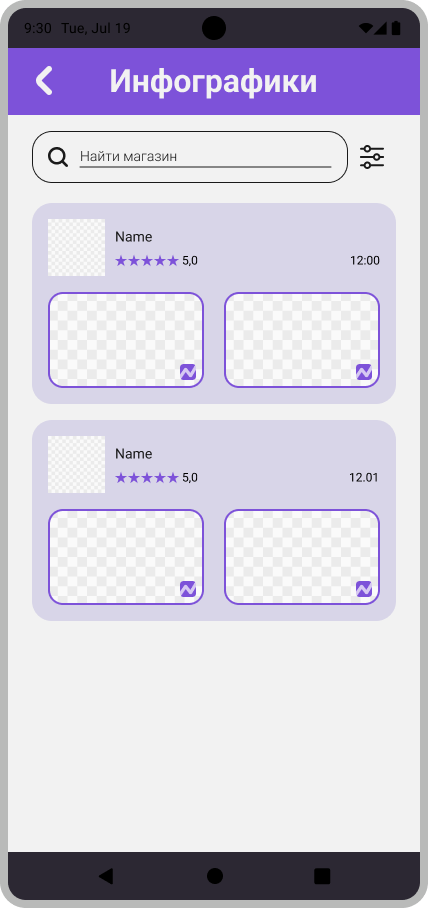 9:30 Tue, Jul 19
Инфографики
Найти магазин
Name
5,0
12:00
Name
5,0
12.01